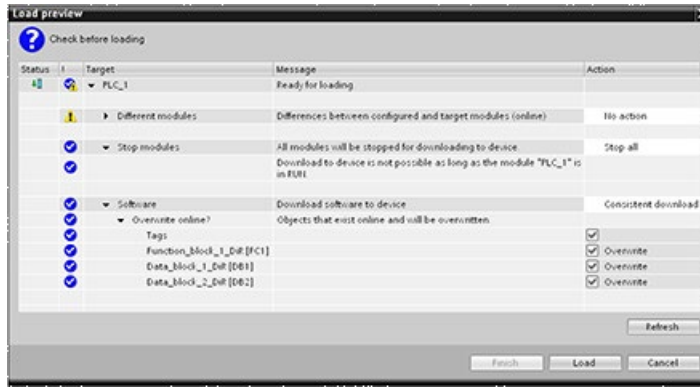 Load preview
Check before loading
Status ! Target Message Action
PLC_1 Ready for loading
Different modules Differences between configured and target modules (online) No action
Stop modules All modules will be stopped for downloading to device. Stop all
Download to device is not possible as long as the module "PLC_1" is
in RUN.
Software Download software to device Consistent download
Overwrite online? Objects that exist online and will be overwritten.
Tags
Function_block_1_DiR [FC1] Overwrite
Data_block_1_DiR [DB1] Overwrite
Data_block_2_DiR [DB2] Overwrite
Refresh
Finish Load Cancel